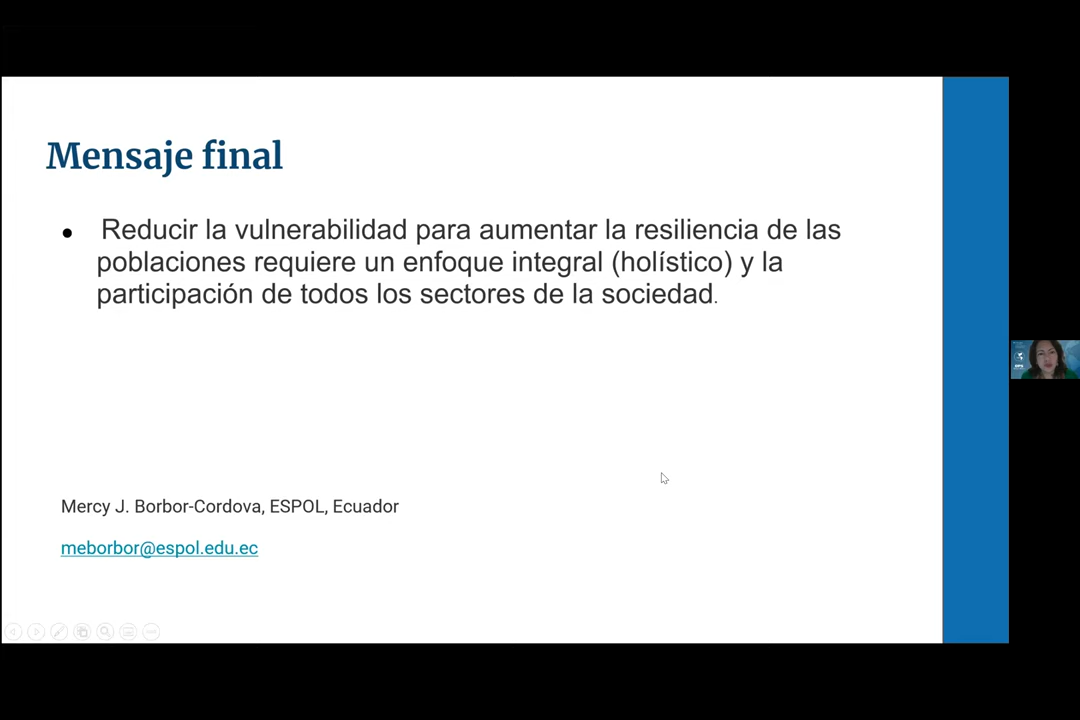 Mensaje final
● Reducir la vulnerabilidad para aumentar la resiliencia de las
poblaciones requiere un enfoque integral (holístico) y la
participación de todos los sectores de la sociedad.
Mercy J. Borbor-Cordova, ESPOL, Ecuador
meborbor@espol.edu.ec